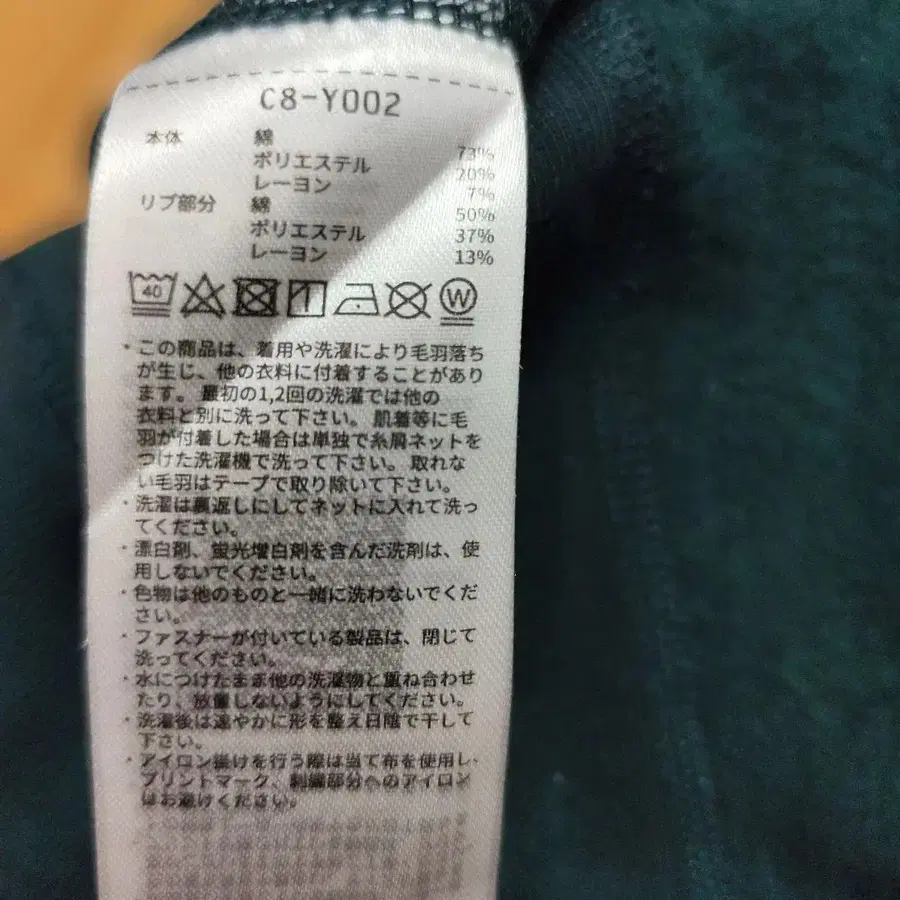 C8-Y002
本体 綿 73%
ポリエステル 20%
レーヨン 7%
リブ部分 綿 50%
ポリエステル 37%
レーヨン 13%
40 W
・この商品は、着用や洗濯により毛羽落ち
が生じ、他の衣料に付着することがあり
ます。最初の1,2回の洗濯では他の
衣料と別に洗って下さい。肌着等に毛
羽が付着した場合は単独で糸屑ネットを
つけた洗濯機で洗って下さい。取れな
い毛羽はテープで取り除いて下さい。
・洗濯は裏返しにしてネットに入れて洗っ
てください。
・漂白剤、蛍光増白剤を含んだ洗剤は、使
用しないでください。
・色物は他のものと一緒に洗わないでくだ
さい。
・ファスナーが付いている製品は、閉じて
洗ってください。
・水につけたまま他の洗濯物と重ね合わせ
たり、放置しないようにしてください。
・洗濯後は速やかに形を整え日陰で干して
下さい。
・アイロン掛けを行う際は当て布を使用し、
プリントマーク、刺繍部分へのアイロン
はお避けください。